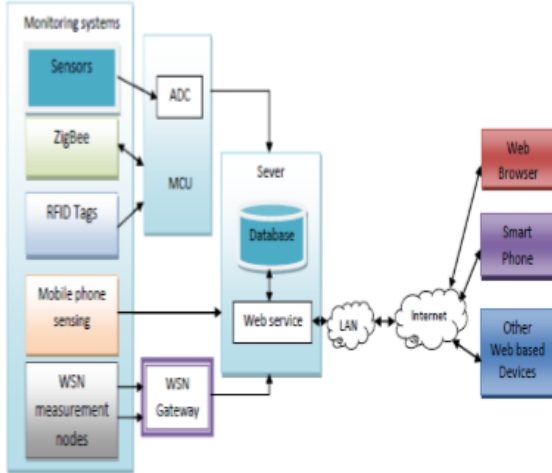 Monitoring systems
Sensors
ADC
ZigBee
MCU
RFID Tags
Sever
Database
Mobile phone
sensing
Web service
LAN
Internet
WSN
measurement
nodes
WSN
Gateway
Web
Browser
Smart
Phone
Other
Web based
Devices